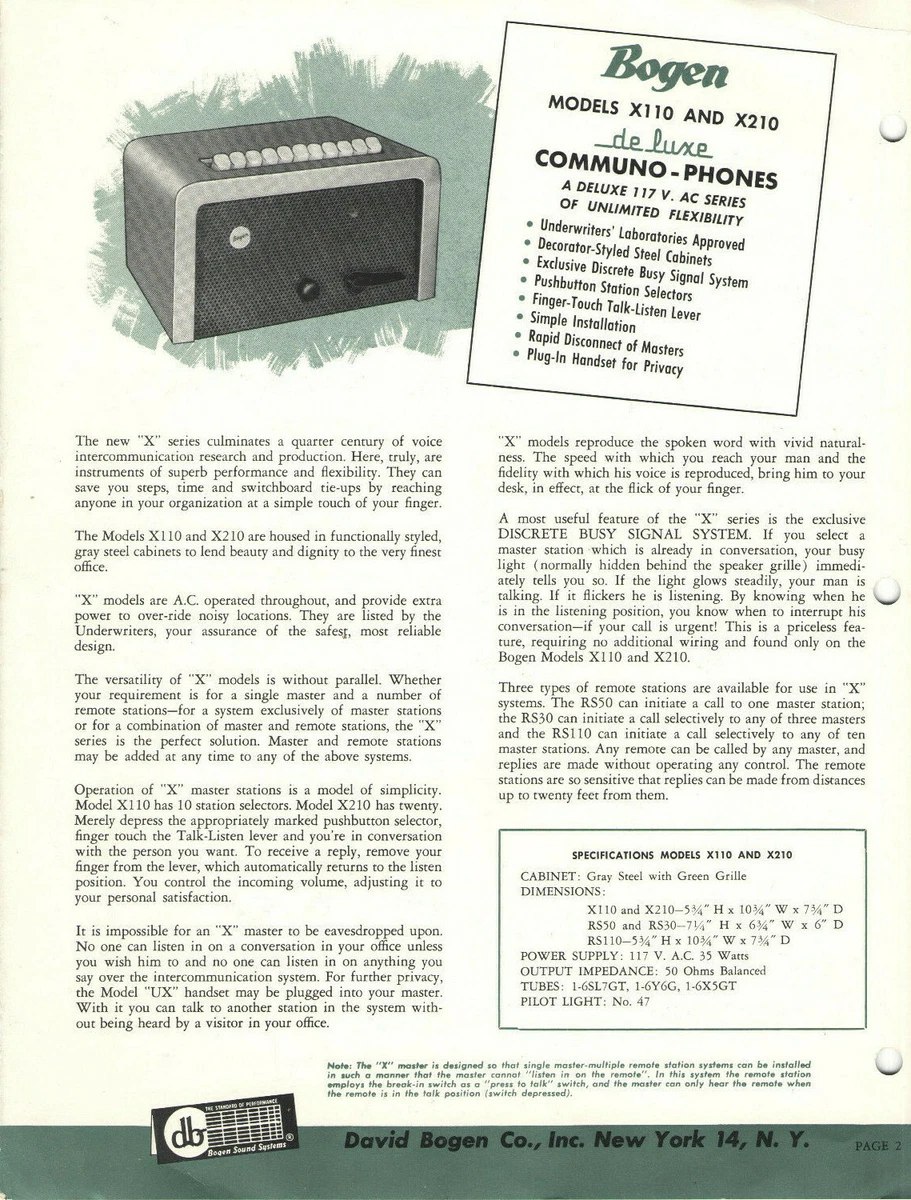 Bogen
Bogen
MODELS X110 AND X210
de luxe
COMMUNO-PHONES
A DELUXE 117 V. AC SERIES
OF UNLIMITED FLEXIBILITY
• Underwriters' Laboratories Approved
• Decorator-Styled Steel Cabinets
• Exclusive Discrete Busy Signal System
• Pushbutton Station Selectors
• Finger-Touch Talk-Listen Lever
• Simple Installation
• Rapid Disconnect of Masters
• Plug-In Handset for Privacy
The new "X" series culminates a quarter century of voice
intercommunication research and production. Here, truly, are
instruments of superb performance and flexibility. They can
save you steps, time and switchboard tie-ups by reaching
anyone in your organization at a simple touch of your finger.
The Models X110 and X210 are housed in functionally styled,
gray steel cabinets to lend beauty and dignity to the very finest
office.
"X" models are A.C. operated throughout, and provide extra
power to over-ride noisy locations. They are listed by the
Underwriters, your assurance of the safest, most reliable
design.
The versatility of "X" models is without parallel. Whether
your requirement is for a single master and a number of
remote stations—for a system exclusively of master stations
or for a combination of master and remote stations, the "X"
series is the perfect solution. Master and remote stations
may be added at any time to any of the above systems.
Operation of "X" master stations is a model of simplicity.
Model X110 has 10 station selectors. Model X210 has twenty.
Merely depress the appropriately marked pushbutton selector,
finger touch the Talk-Listen lever and you're in conversation
with the person you want. To receive a reply, remove your
finger from the lever, which automatically returns to the listen
position. You control the incoming volume, adjusting it to
your personal satisfaction.
It is impossible for an "X" master to be eavesdropped upon.
No one can listen in on a conversation in your office unless
you wish him to and no one can listen in on anything you
say over the intercommunication system. For further privacy,
the Model "UX" handset may be plugged into your master.
With it you can talk to another station in the system with-
out being heard by a visitor in your office.
"X" models reproduce the spoken word with vivid natural-
ness. The speed with which you reach your man and the
fidelity with which his voice is reproduced, bring him to your
desk, in effect, at the flick of your finger.
A most useful feature of the "X" series is the exclusive
DISCRETE BUSY SIGNAL SYSTEM. If you select a
master station which is already in conversation, your busy
light (normally hidden behind the speaker grille) immedi-
ately tells you so. If the light glows steadily, your man is
talking. If it flickers he is listening. By knowing when he
is in the listening position, you know when to interrupt his
conversation—if your call is urgent! This is a priceless fea-
ture, requiring no additional wiring and found only on the
Bogen Models X110 and X210.
Three types of remote stations are available for use in "X"
systems. The RS50 can initiate a call to one master station;
the RS30 can initiate a call selectively to any of three masters
and the RS110 can initiate a call selectively to any of ten
master stations. Any remote can be called by any master, and
replies are made without operating any control. The remote
stations are so sensitive that replies can be made from distances
up to twenty feet from them.
SPECIFICATIONS MODELS X110 AND X210
CABINET: Gray Steel with Green Grille
DIMENSIONS:
X110 and X210—5¾" H x 10¾" W x 7¾" D
RS50 and RS30—7¼" H x 6¾" W x 6" D
RS110—5¾" H x 10¾" W x 7¾" D
POWER SUPPLY: 117 V. A.C. 35 Watts
OUTPUT IMPEDANCE: 50 Ohms Balanced
TUBES: 1-6SL7GT, 1-6Y6G, 1-6X5GT
PILOT LIGHT: No. 47
Note: The "X" master is designed so that single master-multiple remote station systems can be installed
in such a manner that the master cannot "listen in on the remote". In this system the remote station
employs the break-in switch as a "press to talk" switch, and the master can only hear the remote when
the remote is in the talk position (switch depressed).
THE STANDARD OF PERFORMANCE
db
Bogen Sound Systems ®
David Bogen Co., Inc. New York 14, N. Y.
PAGE 2